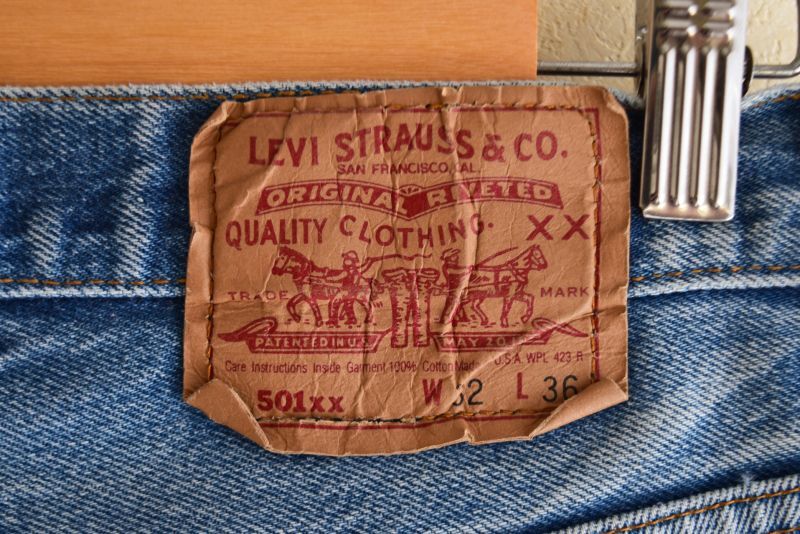 LEVI STRAUSS & CO.
SAN FRANCISCO, CAL.
ORIGINAL RIVETED
QUALITY CLOTHING. XX
TRADE MARK
PATENTED IN U.S. MAY 20
Care Instructions Inside Garment 100% Cotton Made U.S.A. WPL 423 R
501xx W 32 L 36